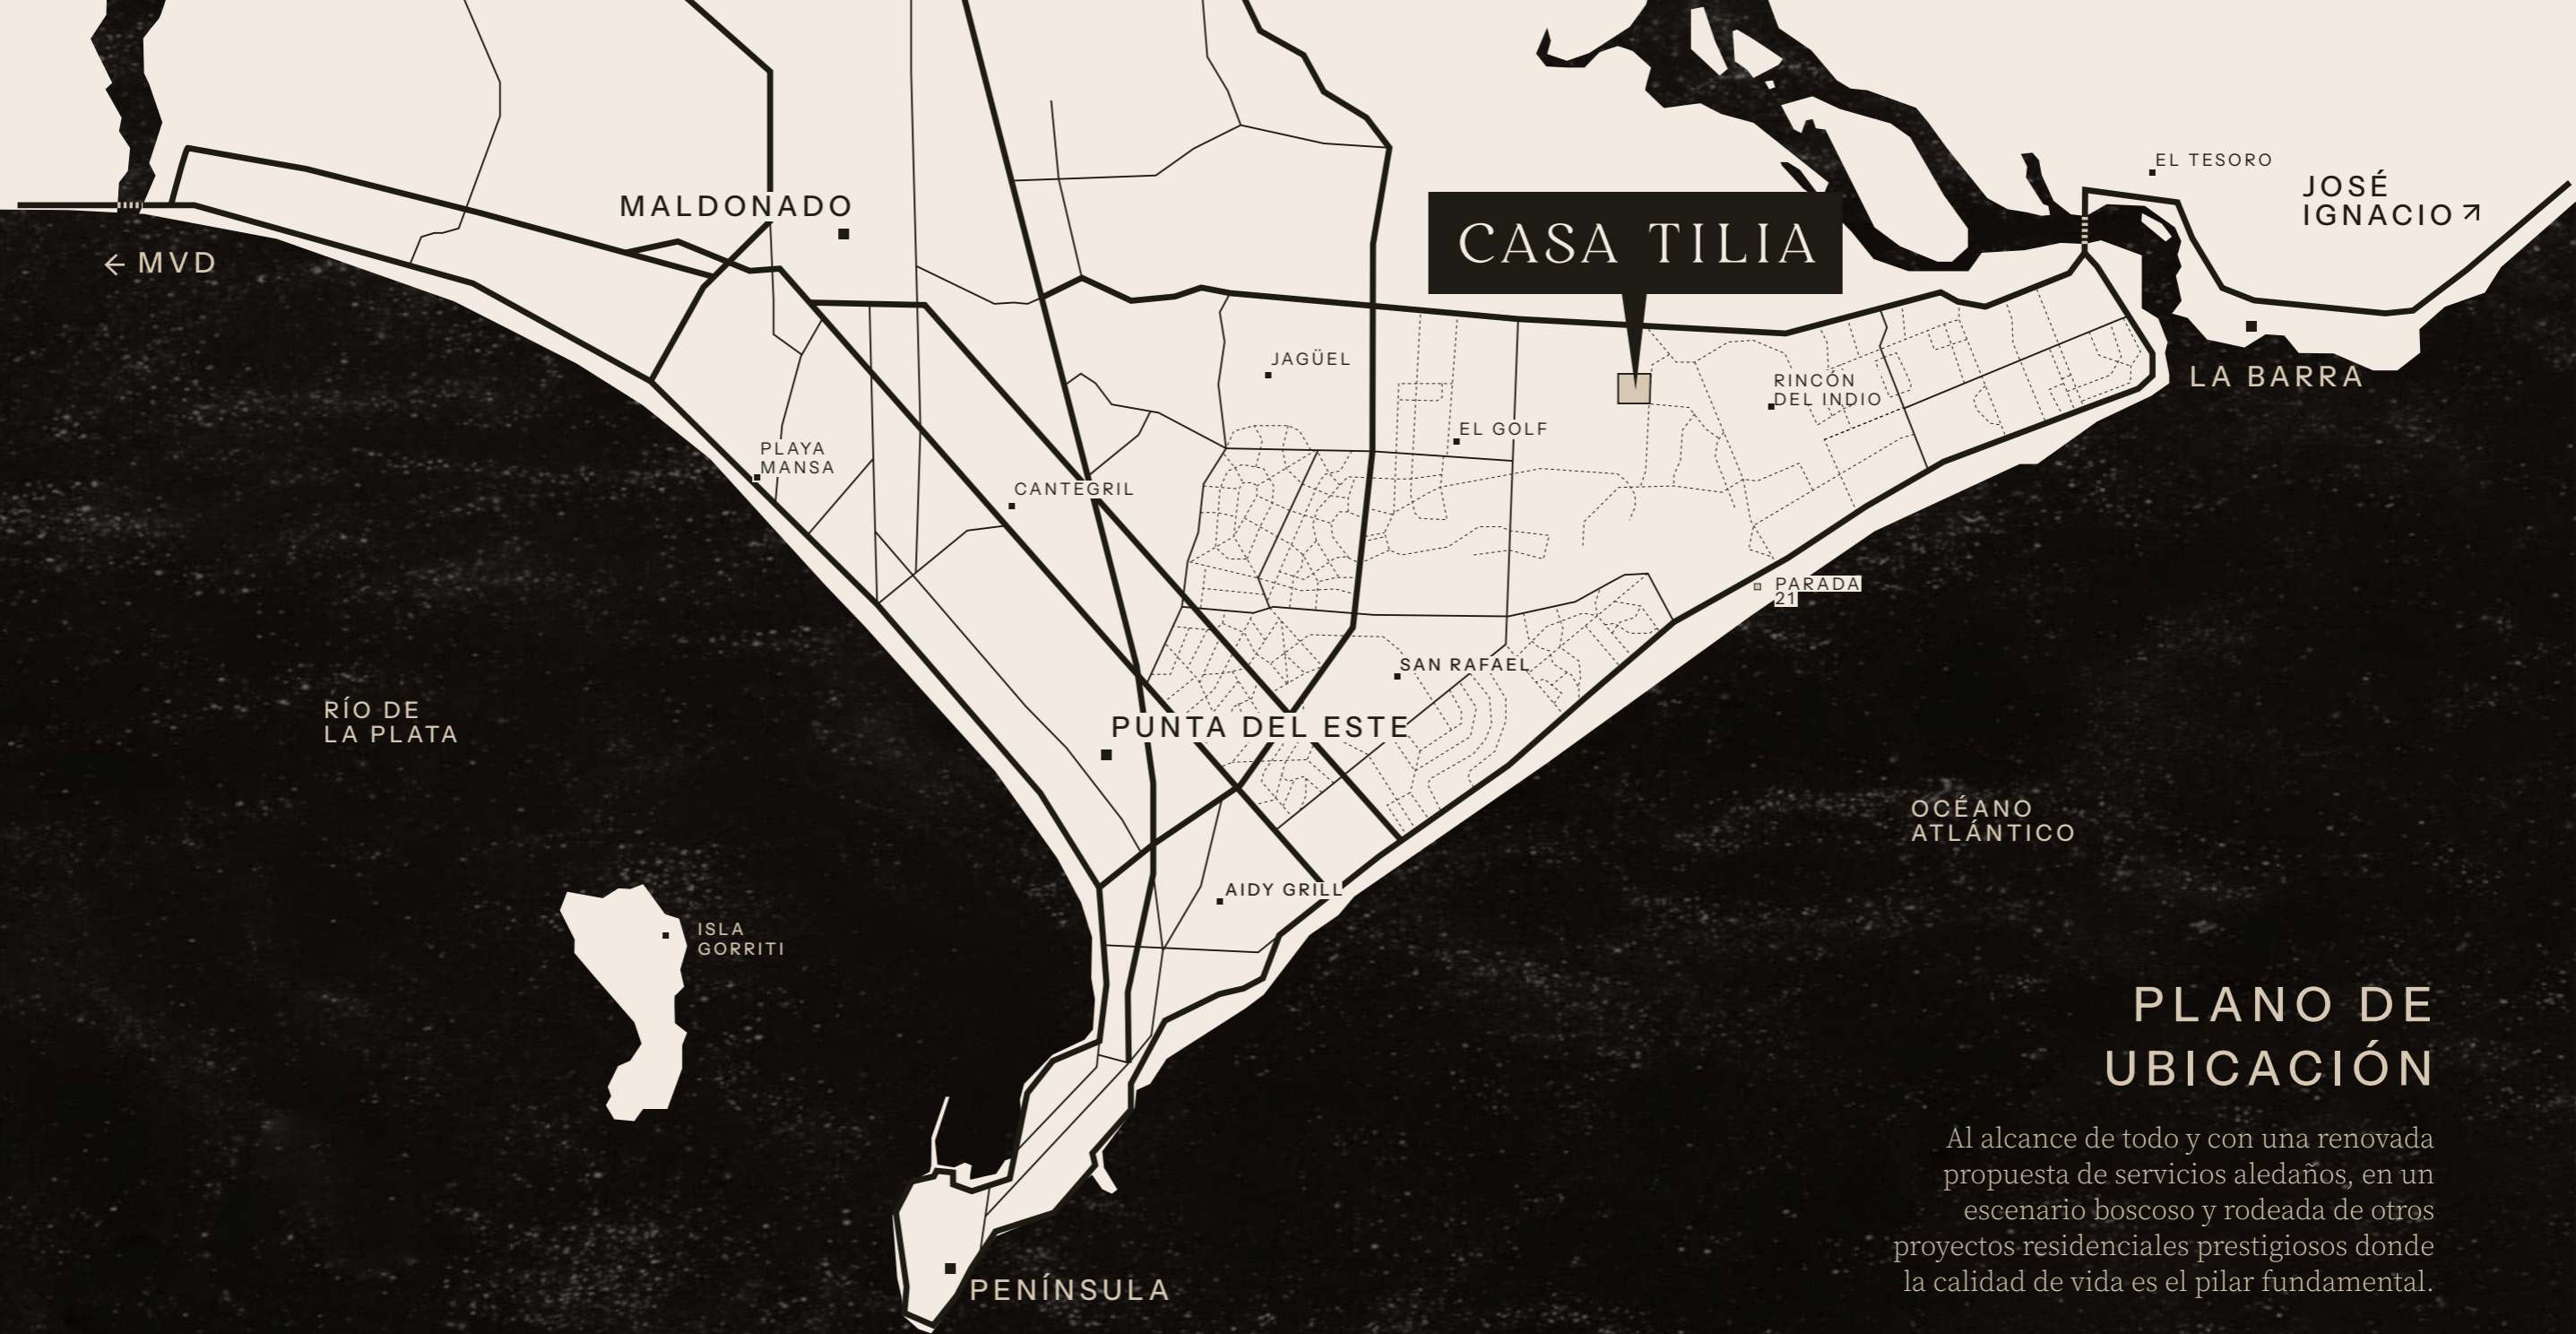 EL TESORO
JOSÉ
IGNACIO
MALDONADO
CASA TILIA
MVD
JAGÜEL
RINCÓN
DEL INDIO
LA BARRA
EL GOLF
PLAYA
MANSA
CANTEGRIL
PARADA
21
SAN RAFAEL
RÍO DE
LA PLATA
PUNTA DEL ESTE
OCÉANO
ATLÁNTICO
AIDY GRILL
ISLA
GORRITI
PLANO DE
UBICACIÓN
Al alcance de todo y con una renovada
propuesta de servicios aledaños, en un
escenario boscoso y rodeada de otros
proyectos residenciales prestigiosos donde
la calidad de vida es el pilar fundamental.
PENÍNSULA